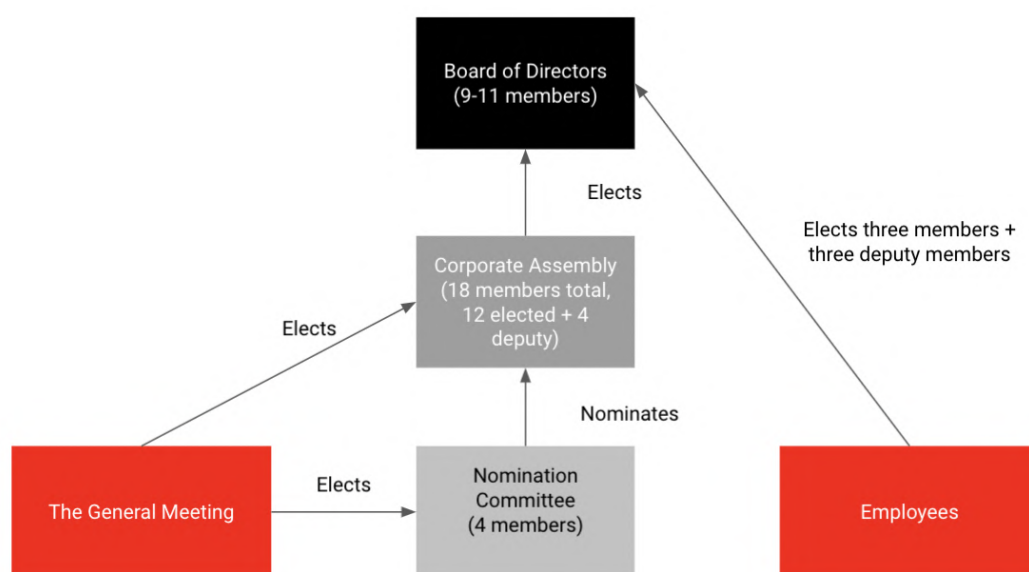 Board of Directors
(9-11 members)
Elects
Elects three members +
three deputy members
Corporate Assembly
(18 members total,
12 elected + 4
deputy)
Elects
Nominates
The General Meeting
Elects
Nomination
Committee
(4 members)
Employees